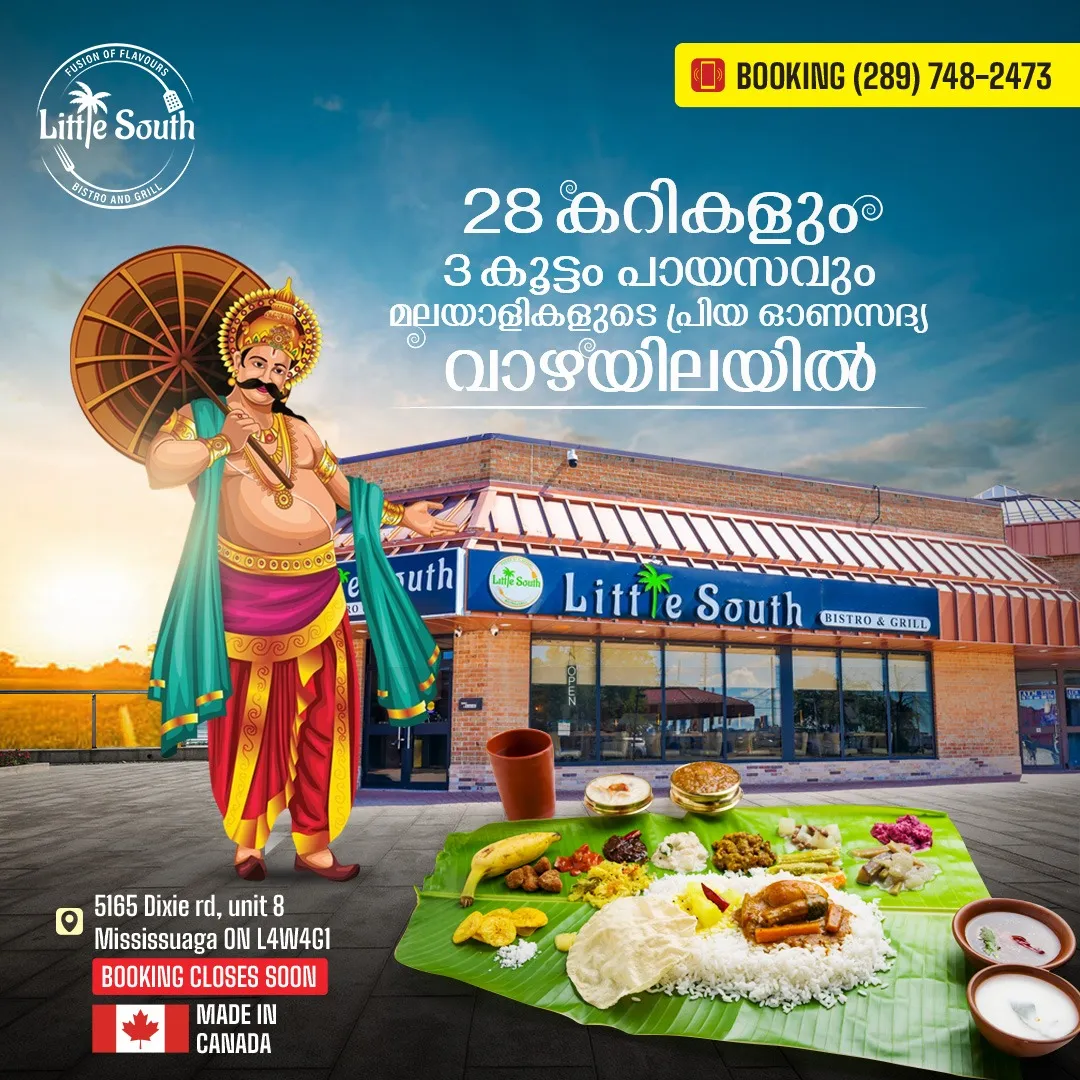 FUSION OF FLAVOURS
Little South
BISTRO AND GRILL
BOOKING (289) 748-2473
28 കറികളും
3 കൂട്ടം പായസവും
മലയാളികളുടെ പ്രിയ ഓണസദ്യ
വാഴയിലയിൽ
Little South
Little South
BISTRO & GRILL
OPEN
5165 Dixie rd, unit 8
Mississuaga ON L4W4G1
BOOKING CLOSES SOON
MADE IN
CANADA